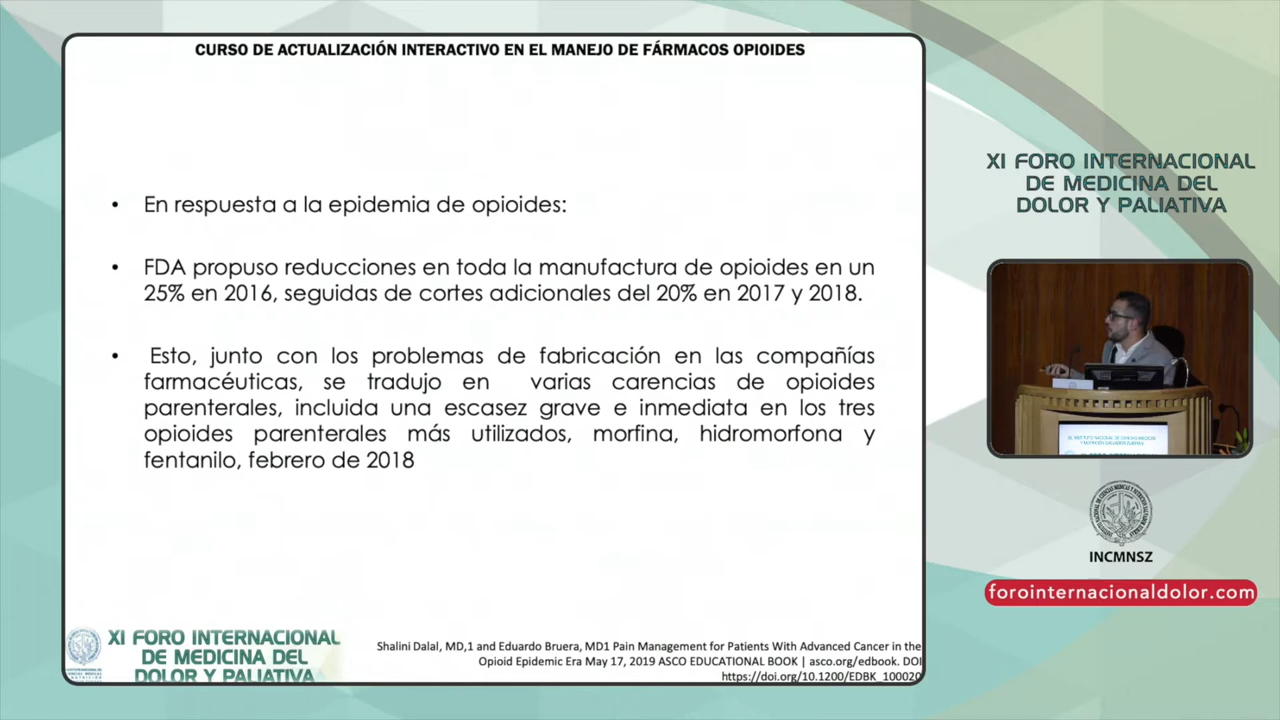 CURSO DE ACTUALIZACIÓN INTERACTIVO EN EL MANEJO DE FÁRMACOS OPIOIDES
• En respuesta a la epidemia de opioides:
• FDA propuso reducciones en toda la manufactura de opioides en un
25% en 2016, seguidas de cortes adicionales del 20% en 2017 y 2018.
• Esto, junto con los problemas de fabricación en las compañías
farmacéuticas, se tradujo en varias carencias de opioides
parenterales, incluida una escasez grave e inmediata en los tres
opioides parenterales más utilizados, morfina, hidromorfona y
fentanilo, febrero de 2018
XI FORO INTERNACIONAL
DE MEDICINA DEL
DOLOR Y PALIATIVA
Shalini Dalal, MD,1 and Eduardo Bruera, MD1 Pain Management for Patients With Advanced Cancer in the
Opioid Epidemic Era May 17, 2019 ASCO EDUCATIONAL BOOK | asco.org/edbook. DOI
https://doi.org/10.1200/EDBK_100020
XI FORO INTERNACIONAL
DE MEDICINA DEL
DOLOR Y PALIATIVA
INCMNSZ
forointernacionaldolor.com